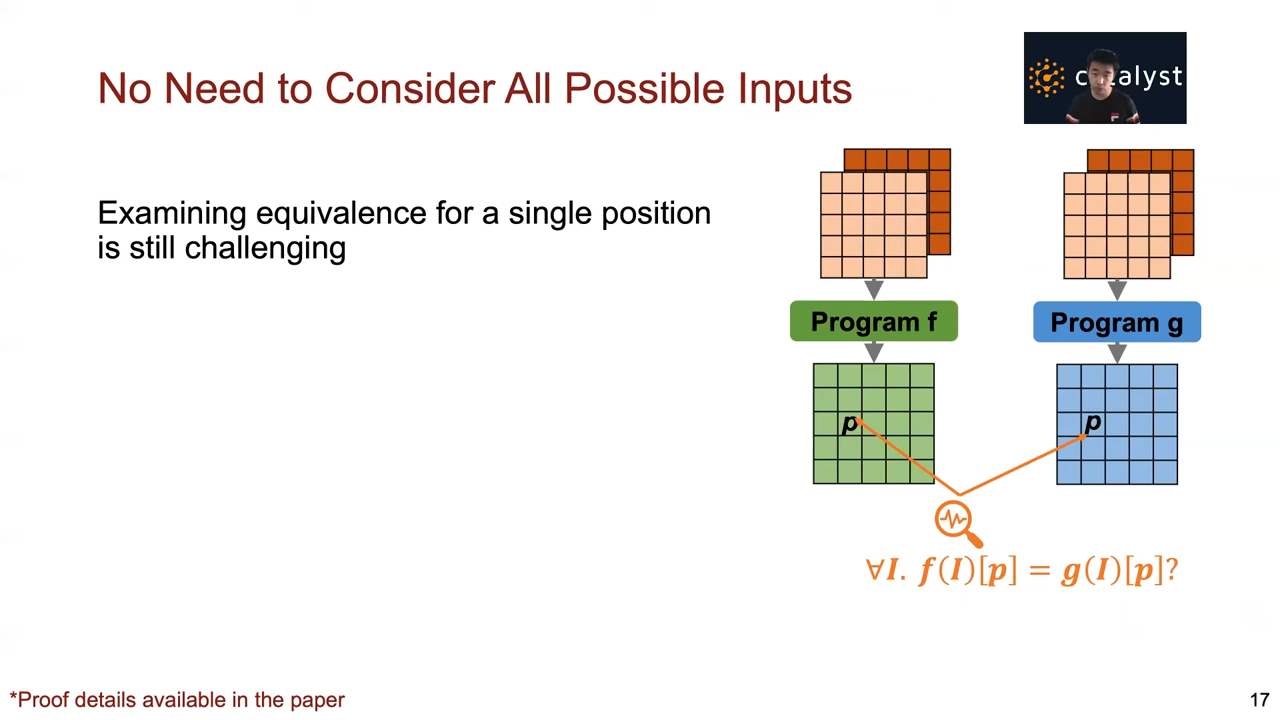 No Need to Consider All Possible Inputs
catalyst
Examining equivalence for a single position
is still challenging
Program f
Program g
p
p
∀I. f(I)[p] = g(I)[p]?
*Proof details available in the paper
17